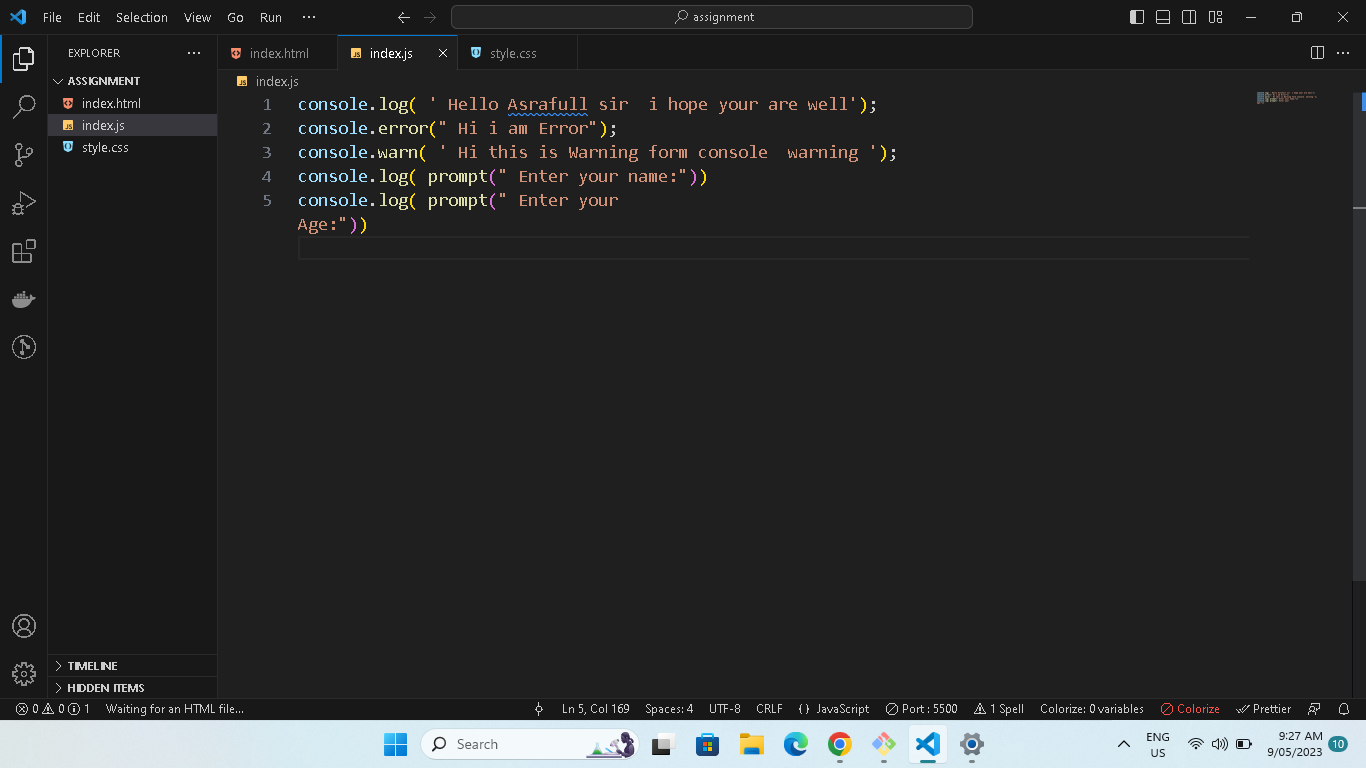 File Edit Selection View Go Run ··· assignment
EXPLORER ···
index.html index.js style.css
ASSIGNMENT
index.html
index.js
style.css
index.js
1 console.log( ' Hello Asrafull sir  i hope your are well');
2 console.error(" Hi i am Error");
3 console.warn( ' Hi this is Warning form console  warning ');
4 console.log( prompt(" Enter your name:"))
5 console.log( prompt(" Enter your
Age:"))
TIMELINE
HIDDEN ITEMS
0 0 1 Waiting for an HTML file... Ln 5, Col 169 Spaces: 4 UTF-8 CRLF {} JavaScript Port : 5500 1 Spell Colorize: 0 variables Colorize Prettier
Search
ENG
US
9:27 AM
9/05/2023
10